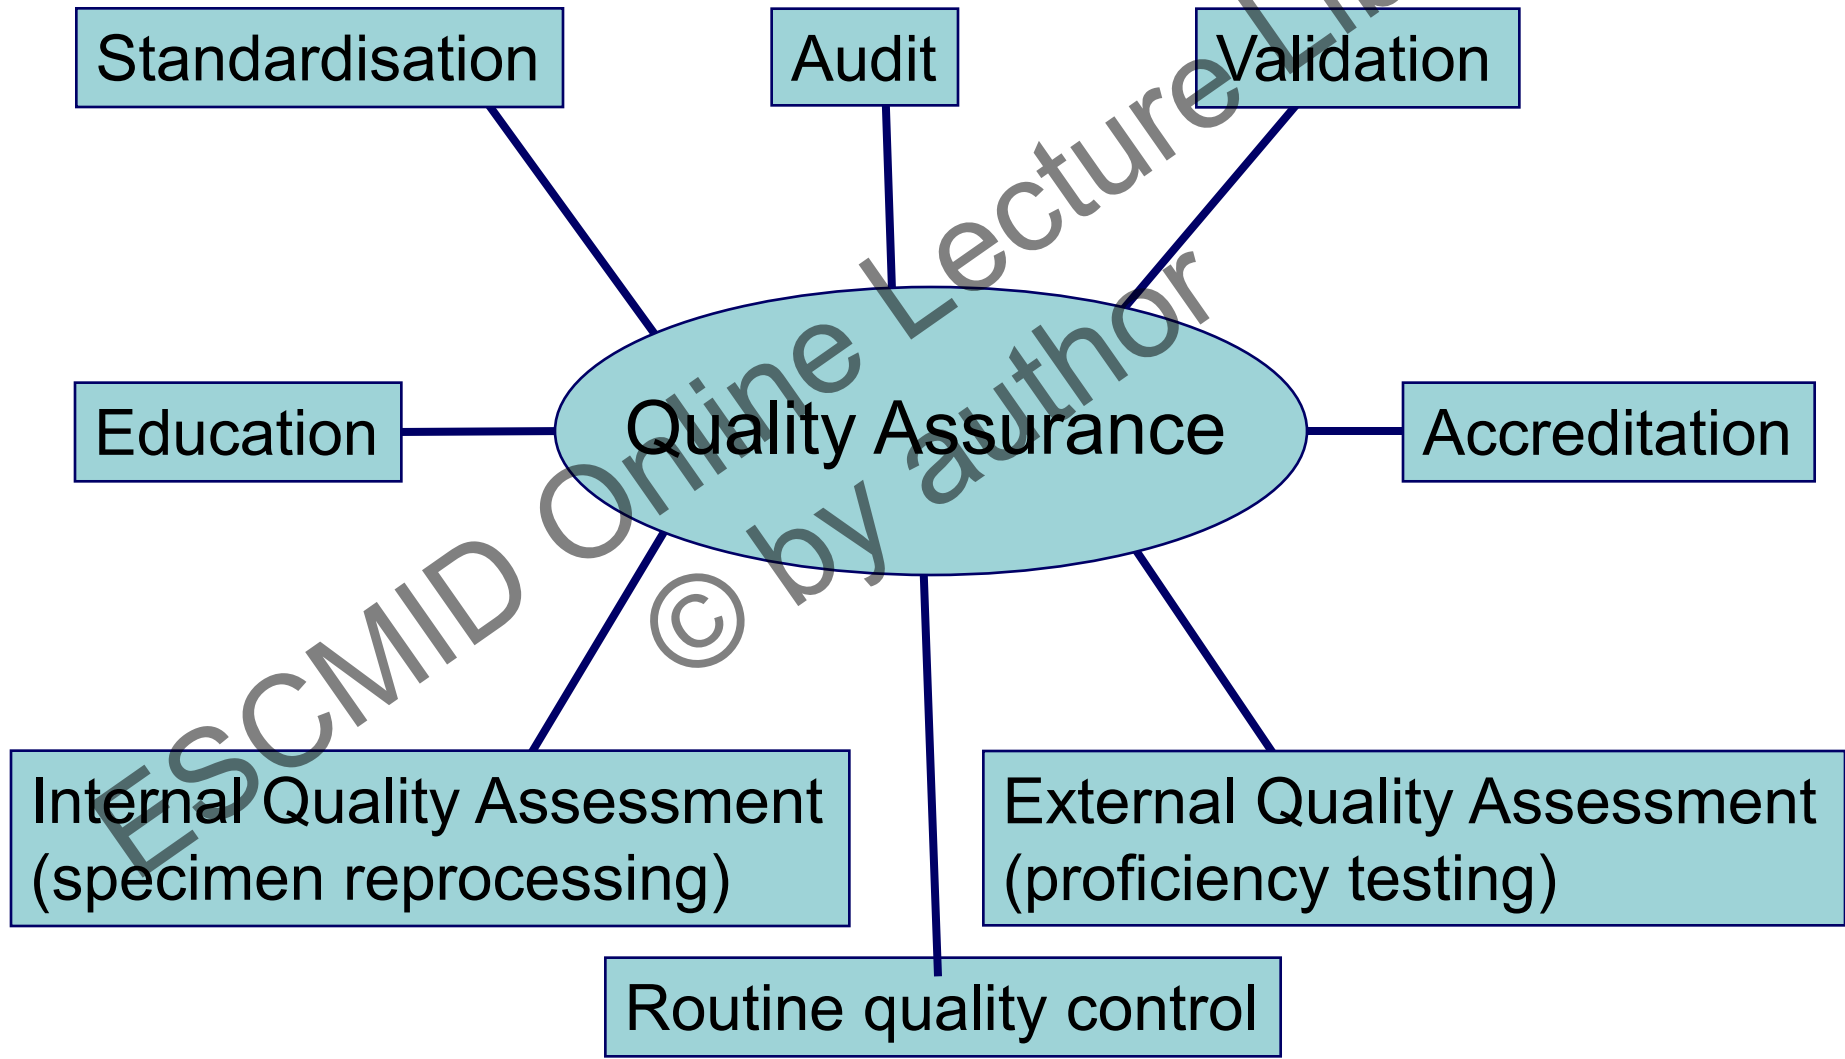 Standardisation
Audit
Validation
Education
Quality Assurance
Accreditation
Internal Quality Assessment
(specimen reprocessing)
External Quality Assessment
(proficiency testing)
Routine quality control
ESCMID Online Lecture
© by author